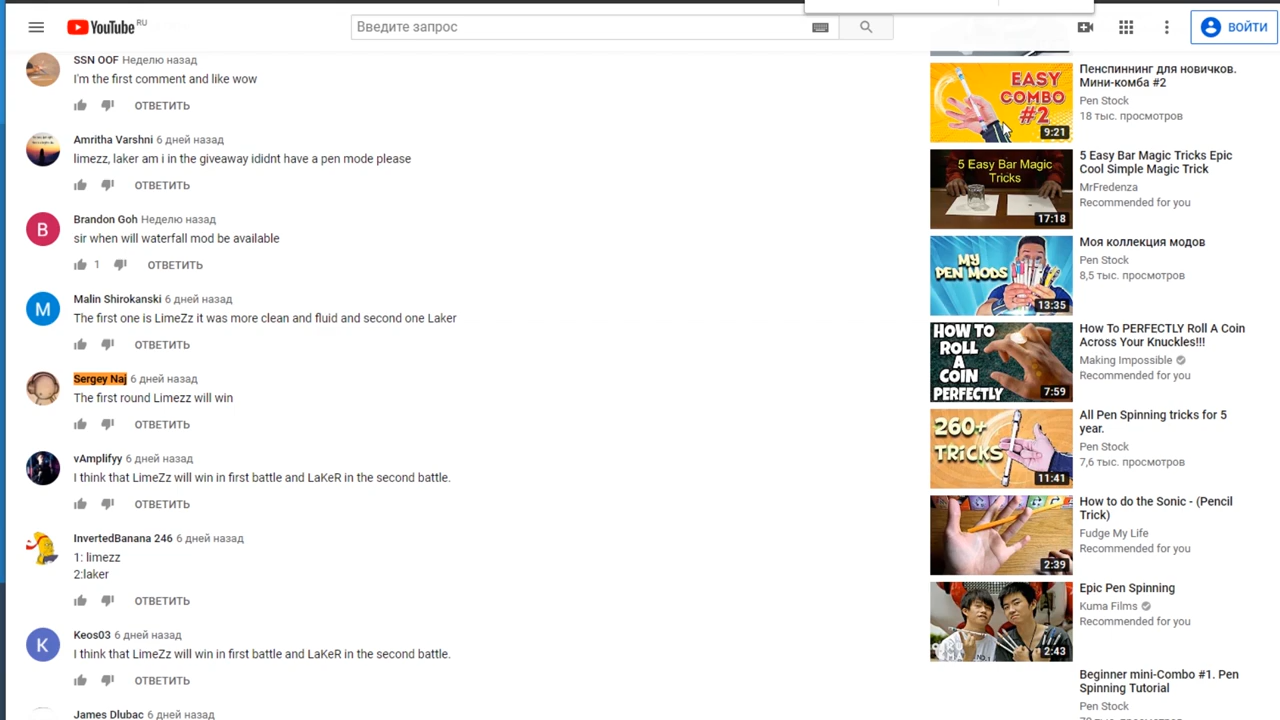 YouTube RU
Введите запрос
ВОЙТИ
SSN OOF Неделю назад
I'm the first comment and like wow
ОТВЕТИТЬ
Amritha Varshni 6 дней назад
limezz, laker am i in the giveaway ididnt have a pen mode please
ОТВЕТИТЬ
B
Brandon Goh Неделю назад
sir when will waterfall mod be available
1 ОТВЕТИТЬ
M
Malin Shirokanski 6 дней назад
The first one is LimeZz it was more clean and fluid and second one Laker
ОТВЕТИТЬ
Sergey Naj 6 дней назад
The first round Limezz will win
ОТВЕТИТЬ
vAmplifyy 6 дней назад
I think that LimeZz will win in first battle and LaKeR in the second battle.
ОТВЕТИТЬ
InvertedBanana 246 6 дней назад
1: limezz
2:laker
ОТВЕТИТЬ
K
Keos03 6 дней назад
I think that LimeZz will win in first battle and LaKeR in the second battle.
ОТВЕТИТЬ
James Dlubac 6 дней назад
EASY
COMBO
#2
9:21
Пенспиннинг для новичков.
Мини-комба #2
Pen Stock
18 тыс. просмотров
5 Easy Bar Magic
Tricks
17:18
5 Easy Bar Magic Tricks Epic
Cool Simple Magic Trick
MrFredenza
Recommended for you
MY
PEN MODS
13:35
Моя коллекция модов
Pen Stock
8,5 тыс. просмотров
HOW TO
ROLL
A
COIN
PERFECTLY
7:59
How To PERFECTLY Roll A Coin
Across Your Knuckles!!!
Making Impossible
Recommended for you
260+
TRICKS
11:41
All Pen Spinning tricks for 5
year.
Pen Stock
7,6 тыс. просмотров
2:39
How to do the Sonic - (Pencil
Trick)
Fudge My Life
Recommended for you
2:43
Epic Pen Spinning
Kuma Films
Recommended for you
Beginner mini-Combo #1. Pen
Spinning Tutorial
Pen Stock